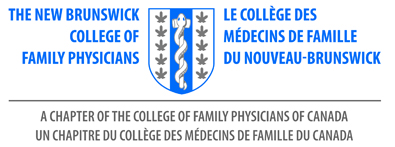 THE NEW BRUNSWICK
COLLEGE OF
FAMILY PHYSICIANS
LE COLLÈGE DES
MÉDECINS DE FAMILLE
DU NOUVEAU-BRUNSWICK
A CHAPTER OF THE COLLEGE OF FAMILY PHYSICIANS OF CANADA
UN CHAPITRE DU COLLÈGE DES MÉDECINS DE FAMILLE DU CANADA